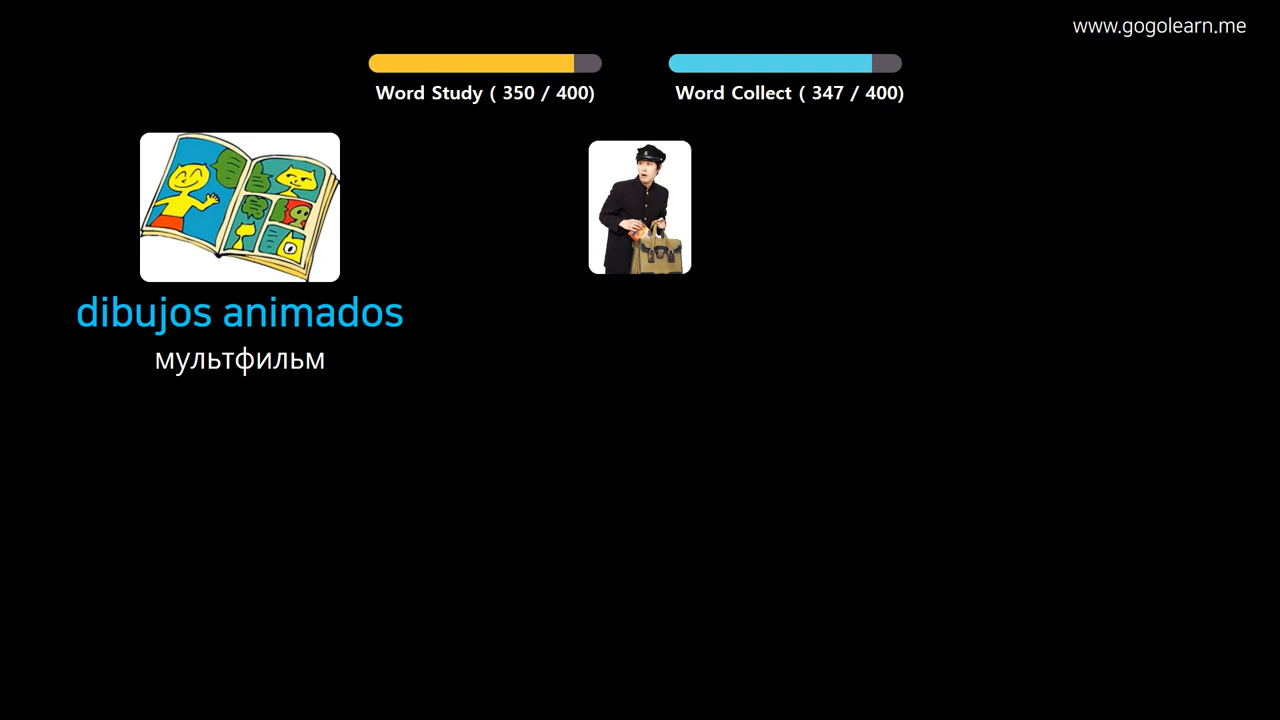 www.gogolearn.me
Word Study ( 350 / 400)
Word Collect ( 347 / 400)
dibujos animados
мультфильм